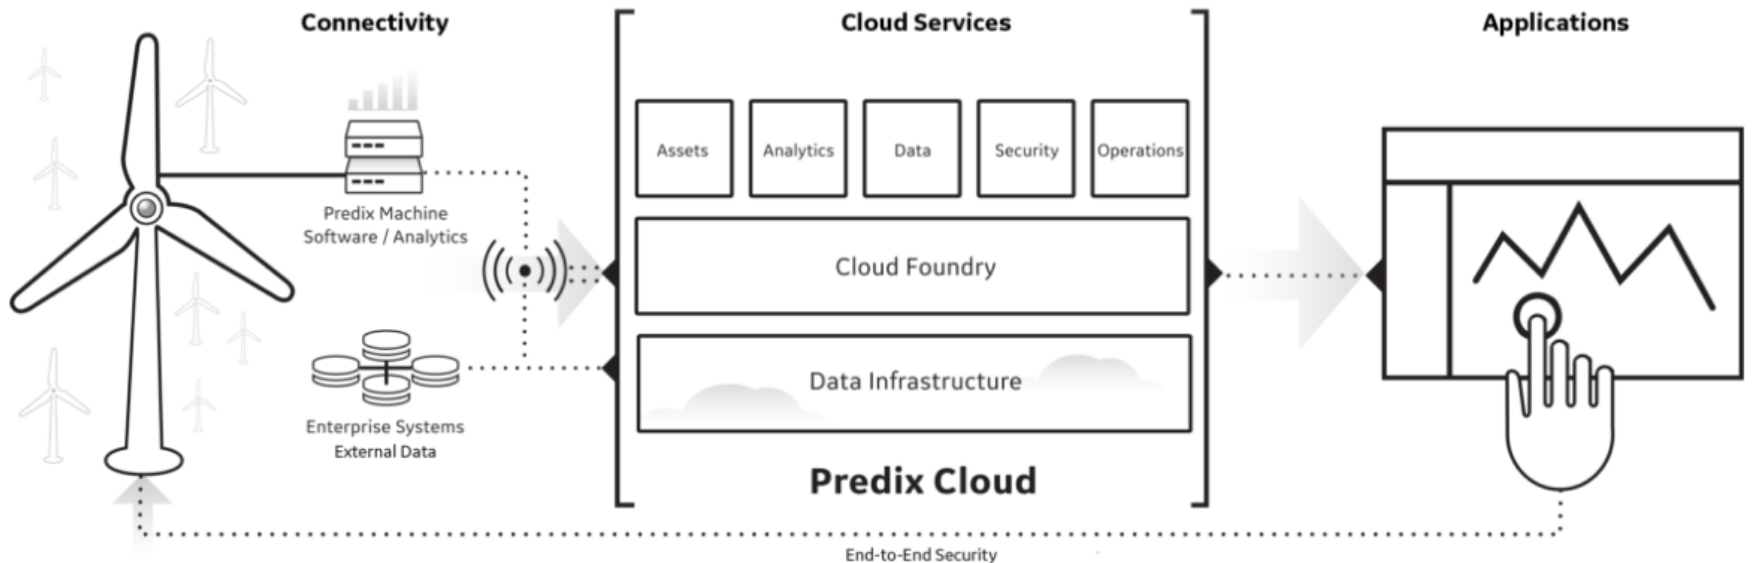 Connectivity
Cloud Services
Applications
Predix Machine
Software / Analytics
Enterprise Systems
External Data
Assets
Analytics
Data
Security
Operations
Cloud Foundry
Data Infrastructure
Predix Cloud
End-to-End Security